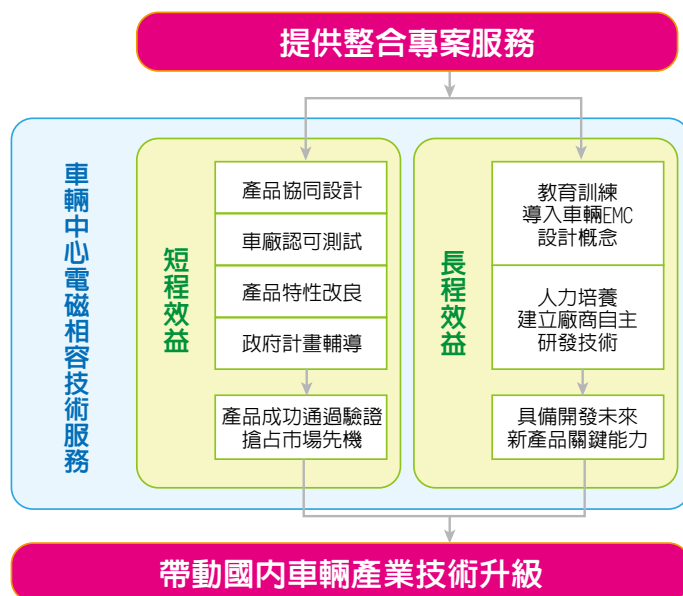 提供整合專案服務
車輛中心電磁相容技術服務
短程效益
產品協同設計
車廠認可測試
產品特性改良
政府計畫輔導
產品成功通過驗證
搶占市場先機
長程效益
教育訓練
導入車輛EMC
設計概念
人力培養
建立廠商自主
研發技術
具備開發未來
新產品關鍵能力
帶動國內車輛產業技術升級